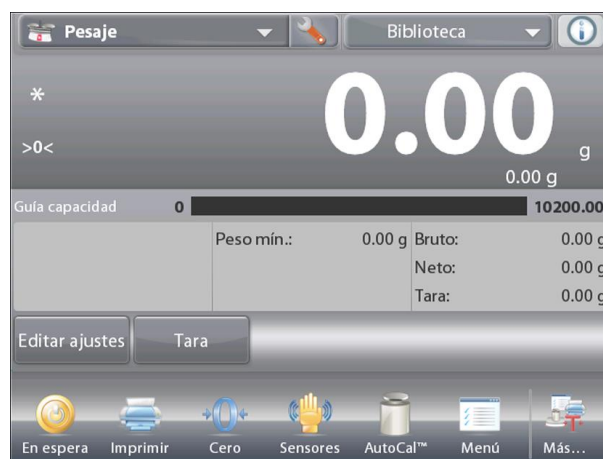 Pesaje Biblioteca
*
0.00 g
>0<
0.00 g
Guía capacidad 0 10200.00
Peso mín.: 0.00 g Bruto: 0.00 g
Neto: 0.00 g
Tara: 0.00 g
Editar ajustes Tara
En espera Imprimir Cero Sensores AutoCal™ Menú Más...